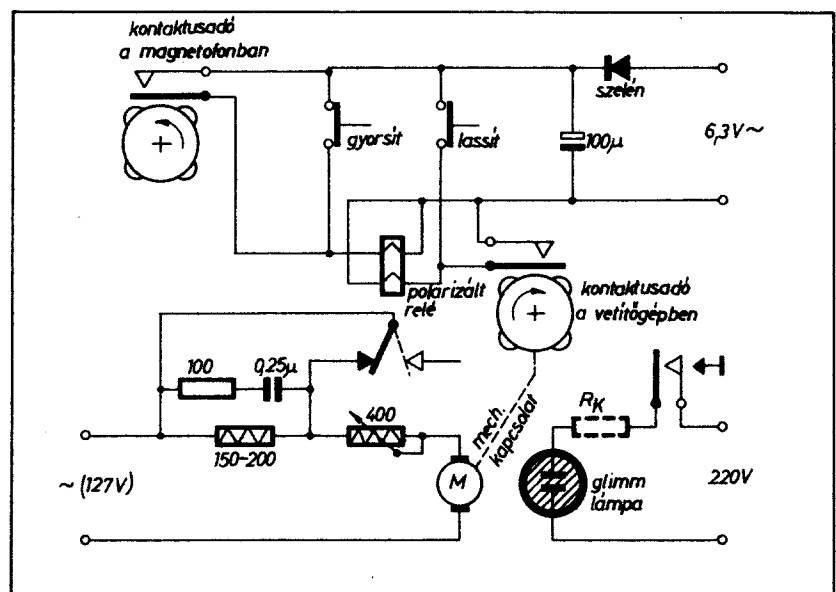 kontaktusadó
a magnetofonban
gyorsít
lassít
szelén
100μ
6,3V~
polarizált
relé
kontaktusadó
a vetítőgépben
100
0,25μ
400
150-200
~(127V)
M
mech.
kapcsolat
RK
glimm
lámpa
220V